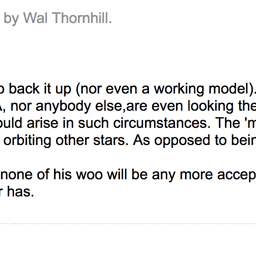 by Wal Thornhill.
back it up (nor even a working model).
nor anybody else,are even looking the
ould arise in such circumstances. The 'm
orbiting other stars. As opposed to bein
none of his woo will be any more accep
has.